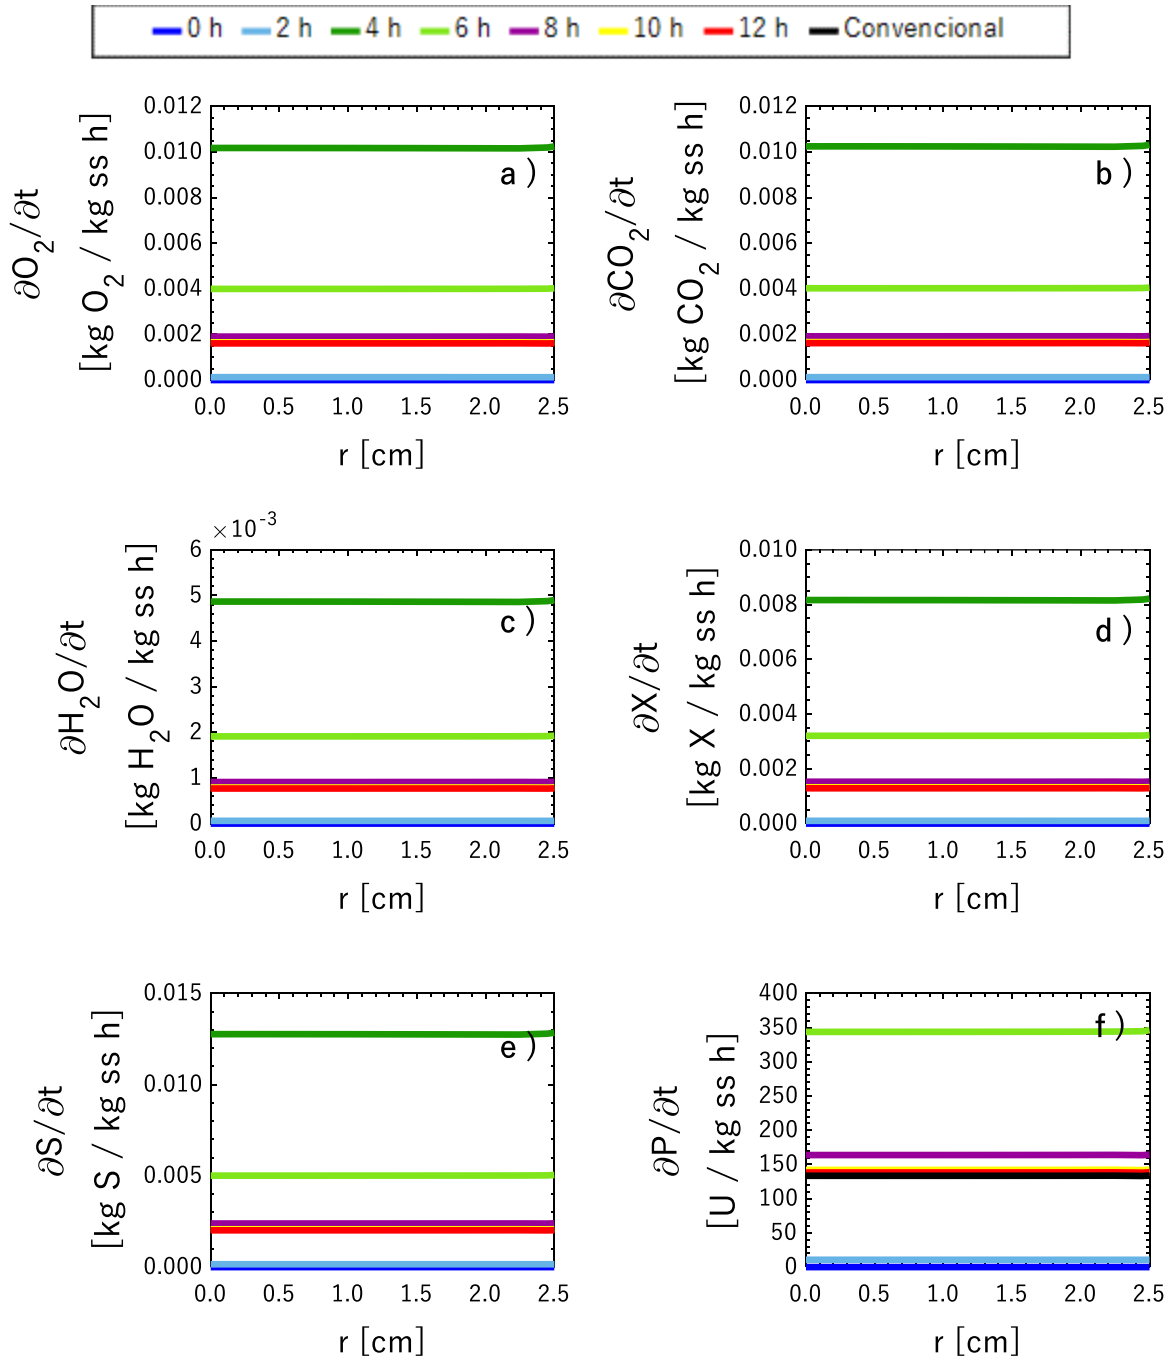 0 h 2 h 4 h 6 h 8 h 10 h 12 h Convencional
∂O2/∂t
[kg O2 / kg ss h]
0.012
0.010
0.008
0.006
0.004
0.002
0.000
a )
0.0 0.5 1.0 1.5 2.0 2.5
r [cm]
∂CO2/∂t
[kg CO2 / kg ss h]
0.012
0.010
0.008
0.006
0.004
0.002
0.000
b )
0.0 0.5 1.0 1.5 2.0 2.5
r [cm]
∂H2O/∂t
[kg H2O / kg ss h]
×10-3
6
5
4
3
2
1
0
c )
0.0 0.5 1.0 1.5 2.0 2.5
r [cm]
∂X/∂t
[kg X / kg ss h]
0.010
0.008
0.006
0.004
0.002
0.000
d )
0.0 0.5 1.0 1.5 2.0 2.5
r [cm]
∂S/∂t
[kg S / kg ss h]
0.015
0.010
0.005
0.000
e )
0.0 0.5 1.0 1.5 2.0 2.5
r [cm]
∂P/∂t
[U / kg ss h]
400
350
300
250
200
150
100
50
0
f )
0.0 0.5 1.0 1.5 2.0 2.5
r [cm]